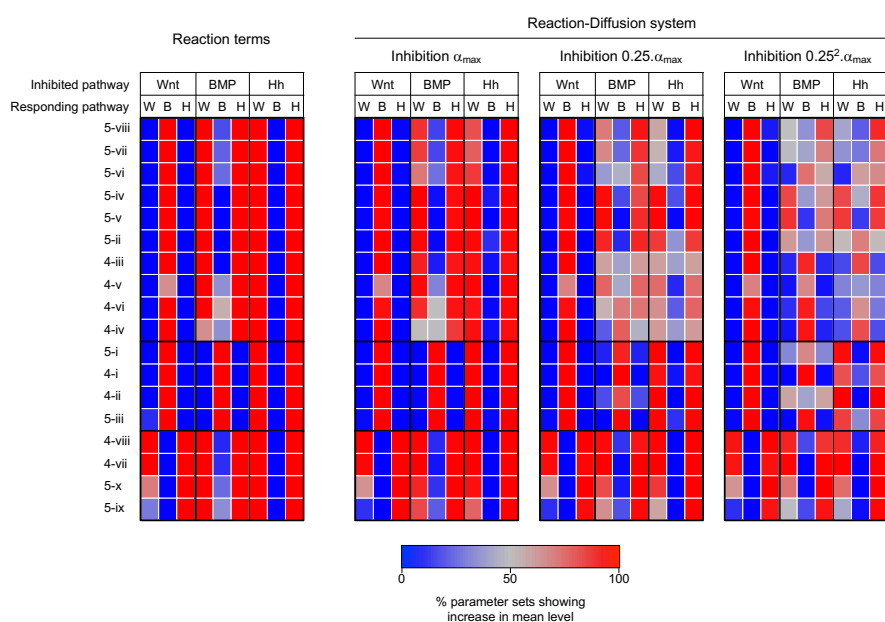 Reaction-Diffusion system
Reaction terms
Inhibition αmax Inhibition 0.25.αmax Inhibition 0.25².αmax
Inhibited pathway Wnt BMP Hh Wnt BMP Hh Wnt BMP Hh Wnt BMP Hh
Responding pathway W B H W B H W B H W B H W B H W B H W B H W B H W B H W B H W B H W B H
5-viii
5-vii
5-vi
5-iv
5-v
5-ii
4-iii
4-v
4-vi
4-iv
5-i
4-i
4-ii
5-iii
4-viii
4-vii
5-x
5-ix
0 50 100
% parameter sets showing
increase in mean level